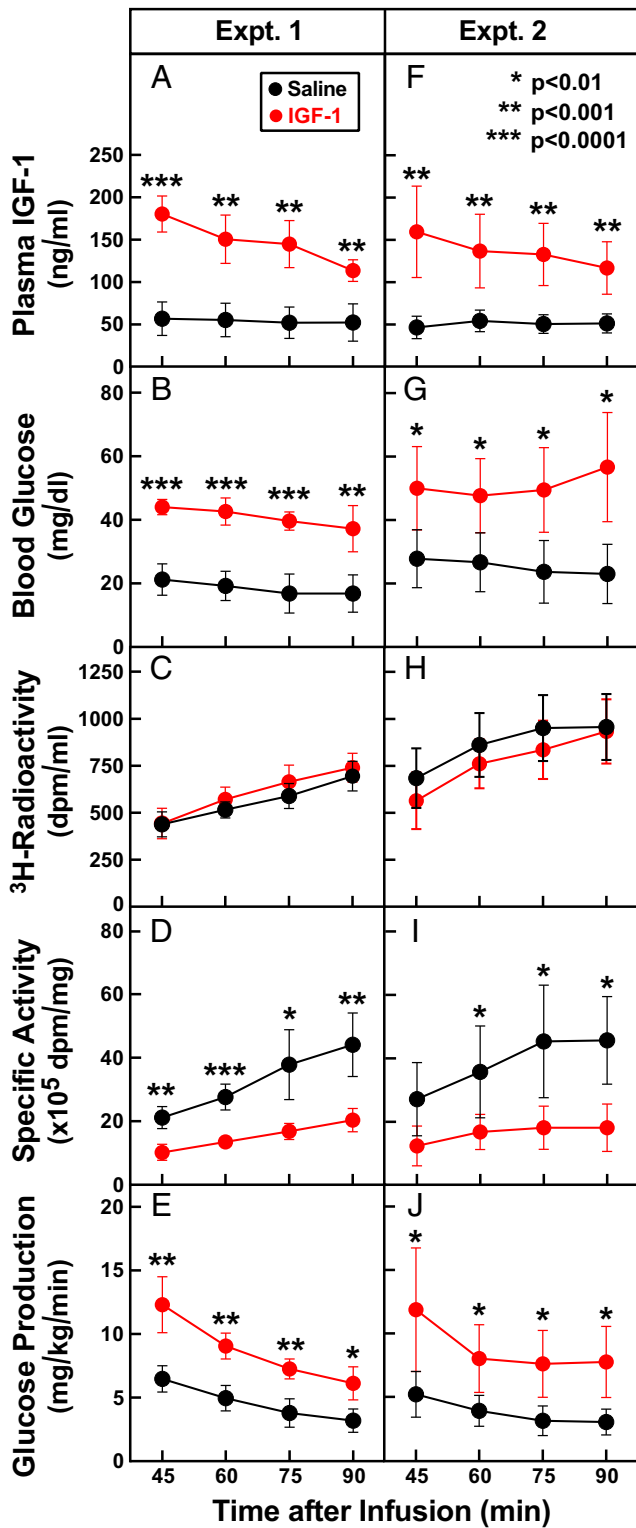 Expt. 1
Expt. 2
A
Saline
IGF-1
F
* p<0.01
** p<0.001
*** p<0.0001
Plasma IGF-1
(ng/ml)
250
200
150
100
50
0
***
**
**
**
**
**
**
**
B
G
Blood Glucose
(mg/dl)
80
60
40
20
0
***
***
***
**
*
*
*
*
C
H
³H-Radioactivity
(dpm/ml)
1250
1000
750
500
250
0
D
I
Specific Activity
(x10⁵ dpm/mg)
80
60
40
20
0
**
***
*
**
*
*
*
E
J
Glucose Production
(mg/kg/min)
20
15
10
5
0
**
**
**
*
*
*
*
*
45 60 75 90 45 60 75 90
Time after Infusion (min)